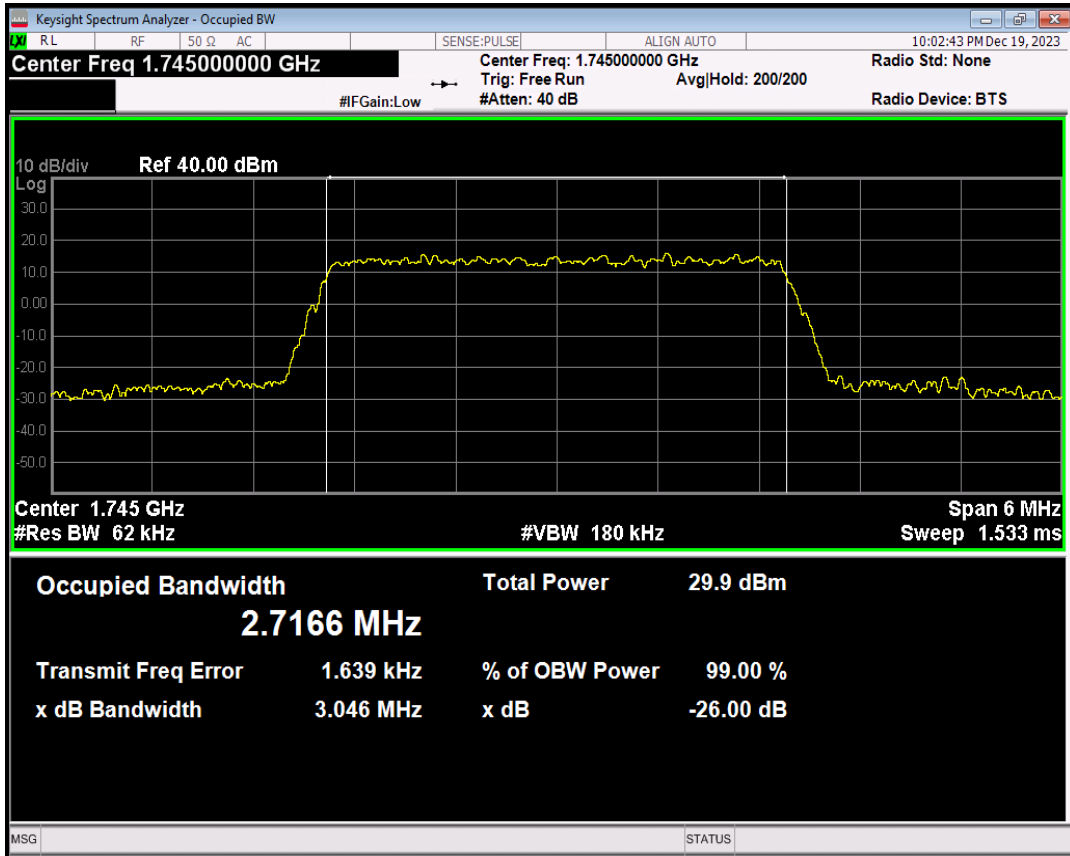 Keysight Spectrum Analyzer - Occupied BW
LXI RL RF 50 Ω AC SENSE:PULSE ALIGN AUTO 10:02:43 PM Dec 19, 2023
Center Freq 1.745000000 GHz
Center Freq: 1.745000000 GHz Radio Std: None
Trig: Free Run Avg|Hold: 200/200
#IFGain:Low #Atten: 40 dB Radio Device: BTS
10 dB/div Ref 40.00 dBm
Log
30.0
20.0
10.0
0.00
-10.0
-20.0
-30.0
-40.0
-50.0
Center 1.745 GHz Span 6 MHz
#Res BW 62 kHz #VBW 180 kHz Sweep 1.533 ms
Occupied Bandwidth Total Power 29.9 dBm
2.7166 MHz
Transmit Freq Error 1.639 kHz % of OBW Power 99.00 %
x dB Bandwidth 3.046 MHz x dB -26.00 dB
MSG STATUS